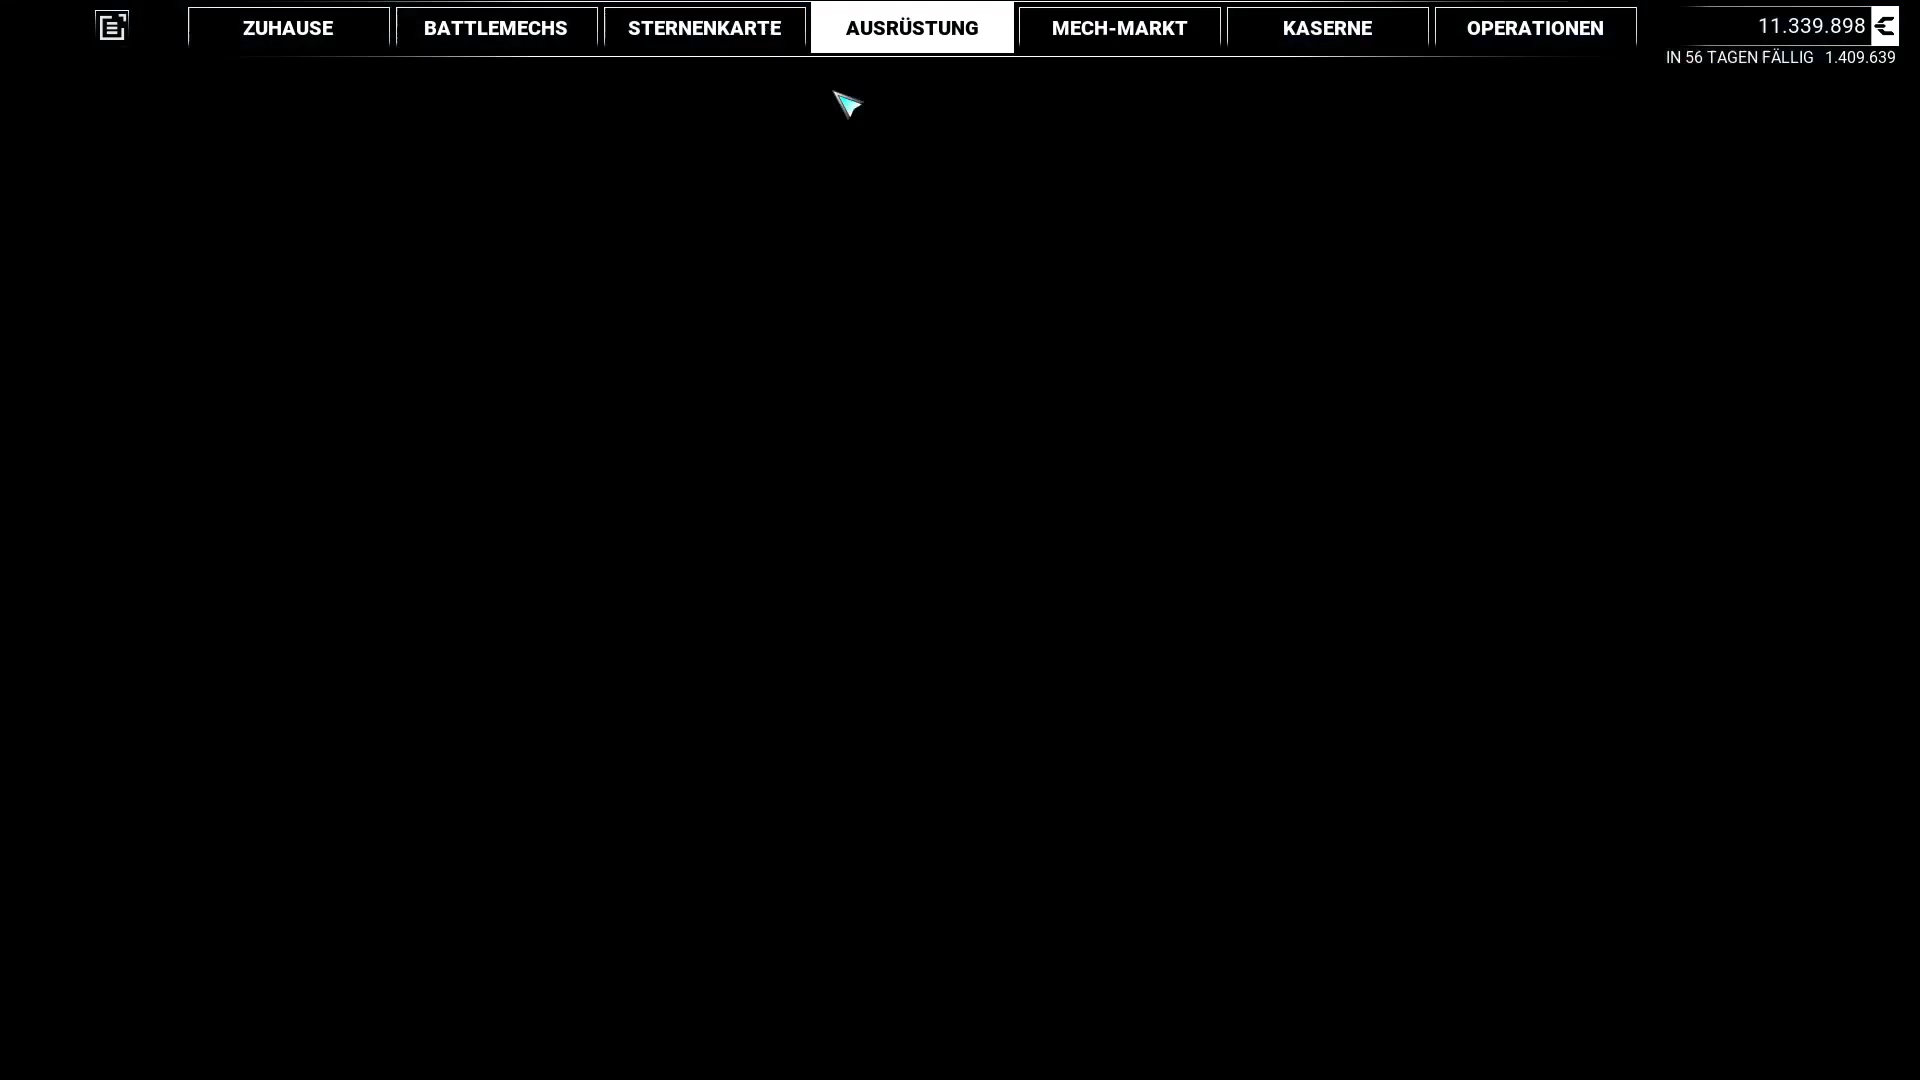 ZUHAUSE BATTLEMECHS STERNENKARTE AUSRÜSTUNG MECH-MARKT KASERNE OPERATIONEN 11.339.898
IN 56 TAGEN FÄLLIG 1.409.639